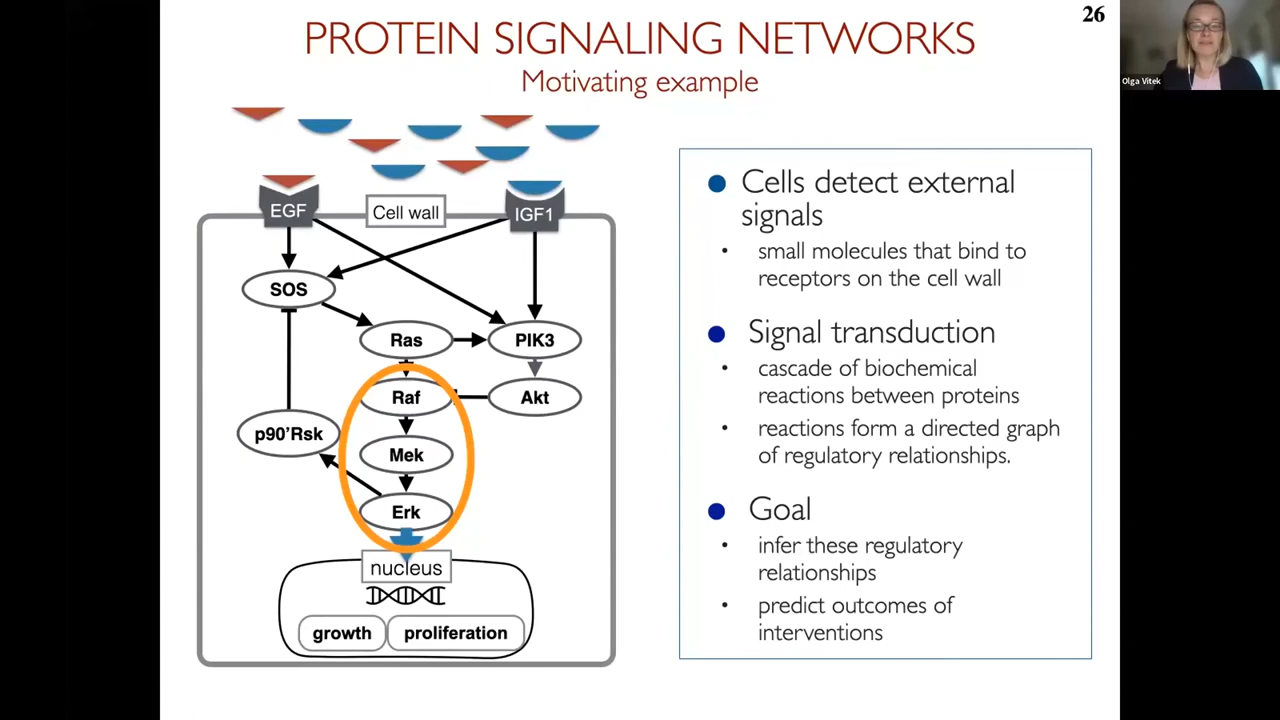 26
PROTEIN SIGNALING NETWORKS
Motivating example
Olga Vitek
EGF
Cell wall
IGF1
SOS
Ras
PIK3
Raf
Akt
p90'Rsk
Mek
Erk
nucleus
growth
proliferation
• Cells detect external
signals
• small molecules that bind to
receptors on the cell wall
• Signal transduction
• cascade of biochemical
reactions between proteins
• reactions form a directed graph
of regulatory relationships.
• Goal
• infer these regulatory
relationships
• predict outcomes of
interventions